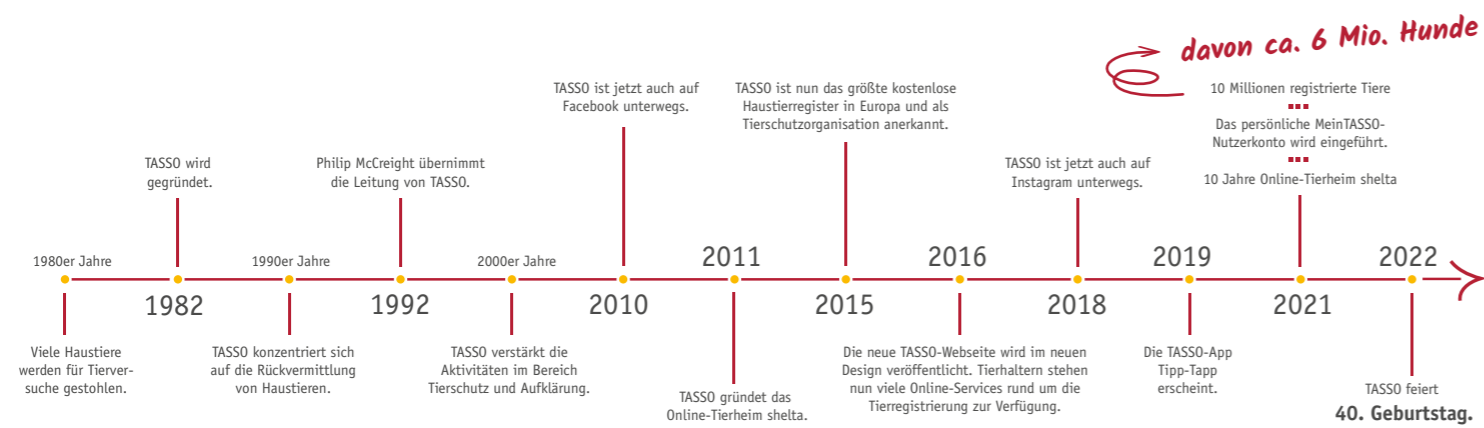 davon ca. 6 Mio. Hunde
1980er Jahre
Viele Haustiere
werden für Tierver-
suche gestohlen.
TASSO wird
gegründet.
1982
1990er Jahre
TASSO konzentriert sich
auf die Rückvermittlung
von Haustieren.
Philip McCreight übernimmt
die Leitung von TASSO.
1992
2000er Jahre
TASSO verstärkt die
Aktivitäten im Bereich
Tierschutz und Aufklärung.
TASSO ist jetzt auch auf
Facebook unterwegs.
2010
2011
TASSO gründet das
Online-Tierheim shelta.
TASSO ist nun das größte kostenlose
Haustierregister in Europa und als
Tierschutzorganisation anerkannt.
2015
2016
Die neue TASSO-Webseite wird im neuen
Design veröffentlicht. Tierhaltern stehen
nun viele Online-Services rund um die
Tierregistrierung zur Verfügung.
TASSO ist jetzt auch auf
Instagram unterwegs.
2018
2019
Die TASSO-App
Tipp-Tapp
erscheint.
10 Millionen registrierte Tiere
Das persönliche MeinTASSO-
Nutzerkonto wird eingeführt.
10 Jahre Online-Tierheim shelta
2021
2022
TASSO feiert
40. Geburtstag.